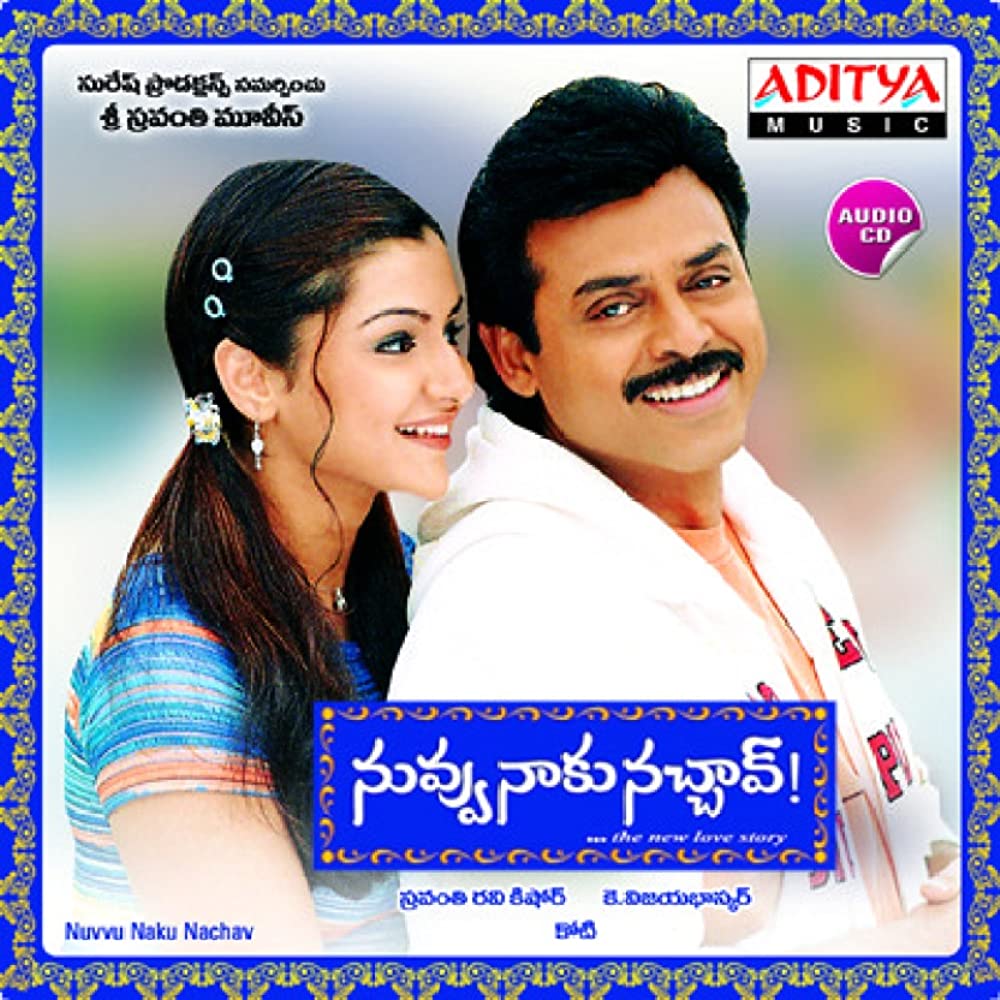 సురేష్ ప్రొడక్షన్స్ సమర్పించు
శ్రీ స్రవంతి మూవీస్
ADITYA
MUSIC
AUDIO
CD
నువ్వు నాకు నచ్చావ్!
... the new love story
స్రవంతి రవి కిషోర్ కె.విజయభాస్కర్
కోటి
Nuvvu Naku Nachav